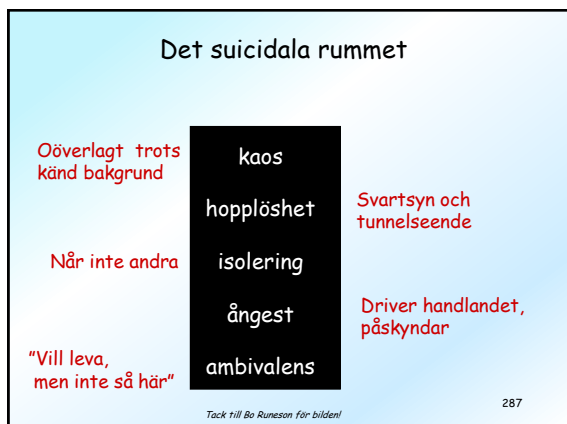 Det suicidala rummet
Oöverlagt trots
känd bakgrund
kaos
hopplöshet
Svartsyn och
tunnelseende
Når inte andra
isolering
ångest
Driver handlandet,
påskyndar
”Vill leva,
men inte så här”
ambivalens
Tack till Bo Runeson för bilden!
287